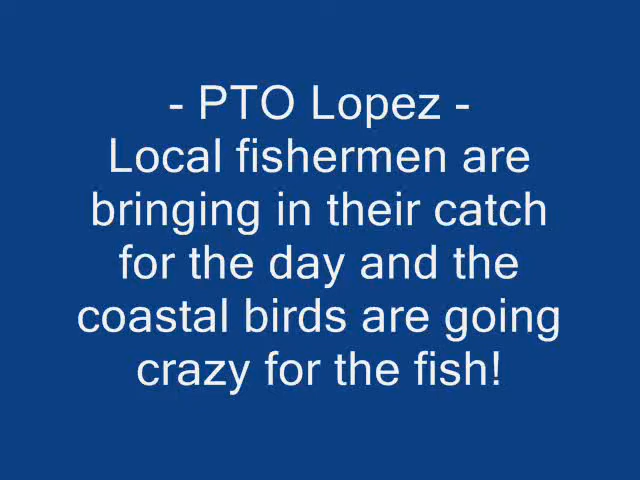 - PTO Lopez -
Local fishermen are
bringing in their catch
for the day and the
coastal birds are going
crazy for the fish!